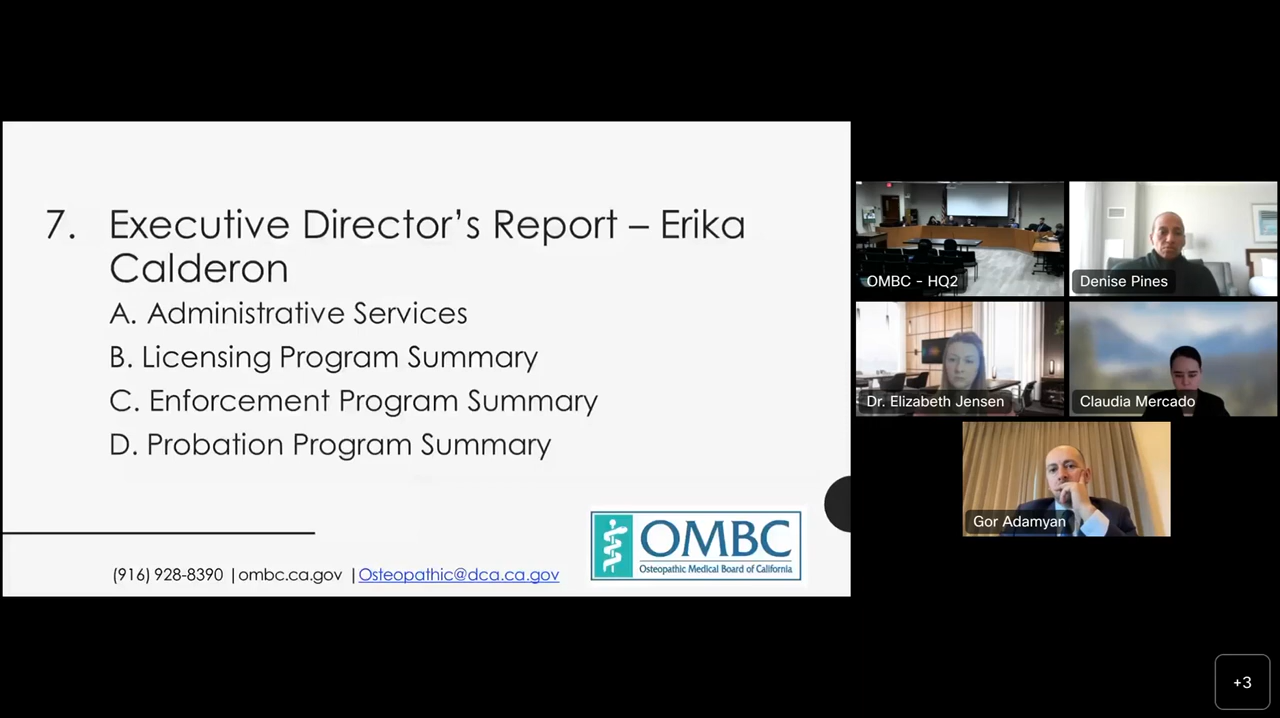 7. Executive Director's Report – Erika
Calderon
A. Administrative Services
B. Licensing Program Summary
C. Enforcement Program Summary
D. Probation Program Summary
(916) 928-8390 |ombc.ca.gov |Osteopathic@dca.ca.gov
OMBC
Osteopathic Medical Board of California
OMBC - HQ2
Denise Pines
Dr. Elizabeth Jensen
Claudia Mercado
Gor Adamyan
+3